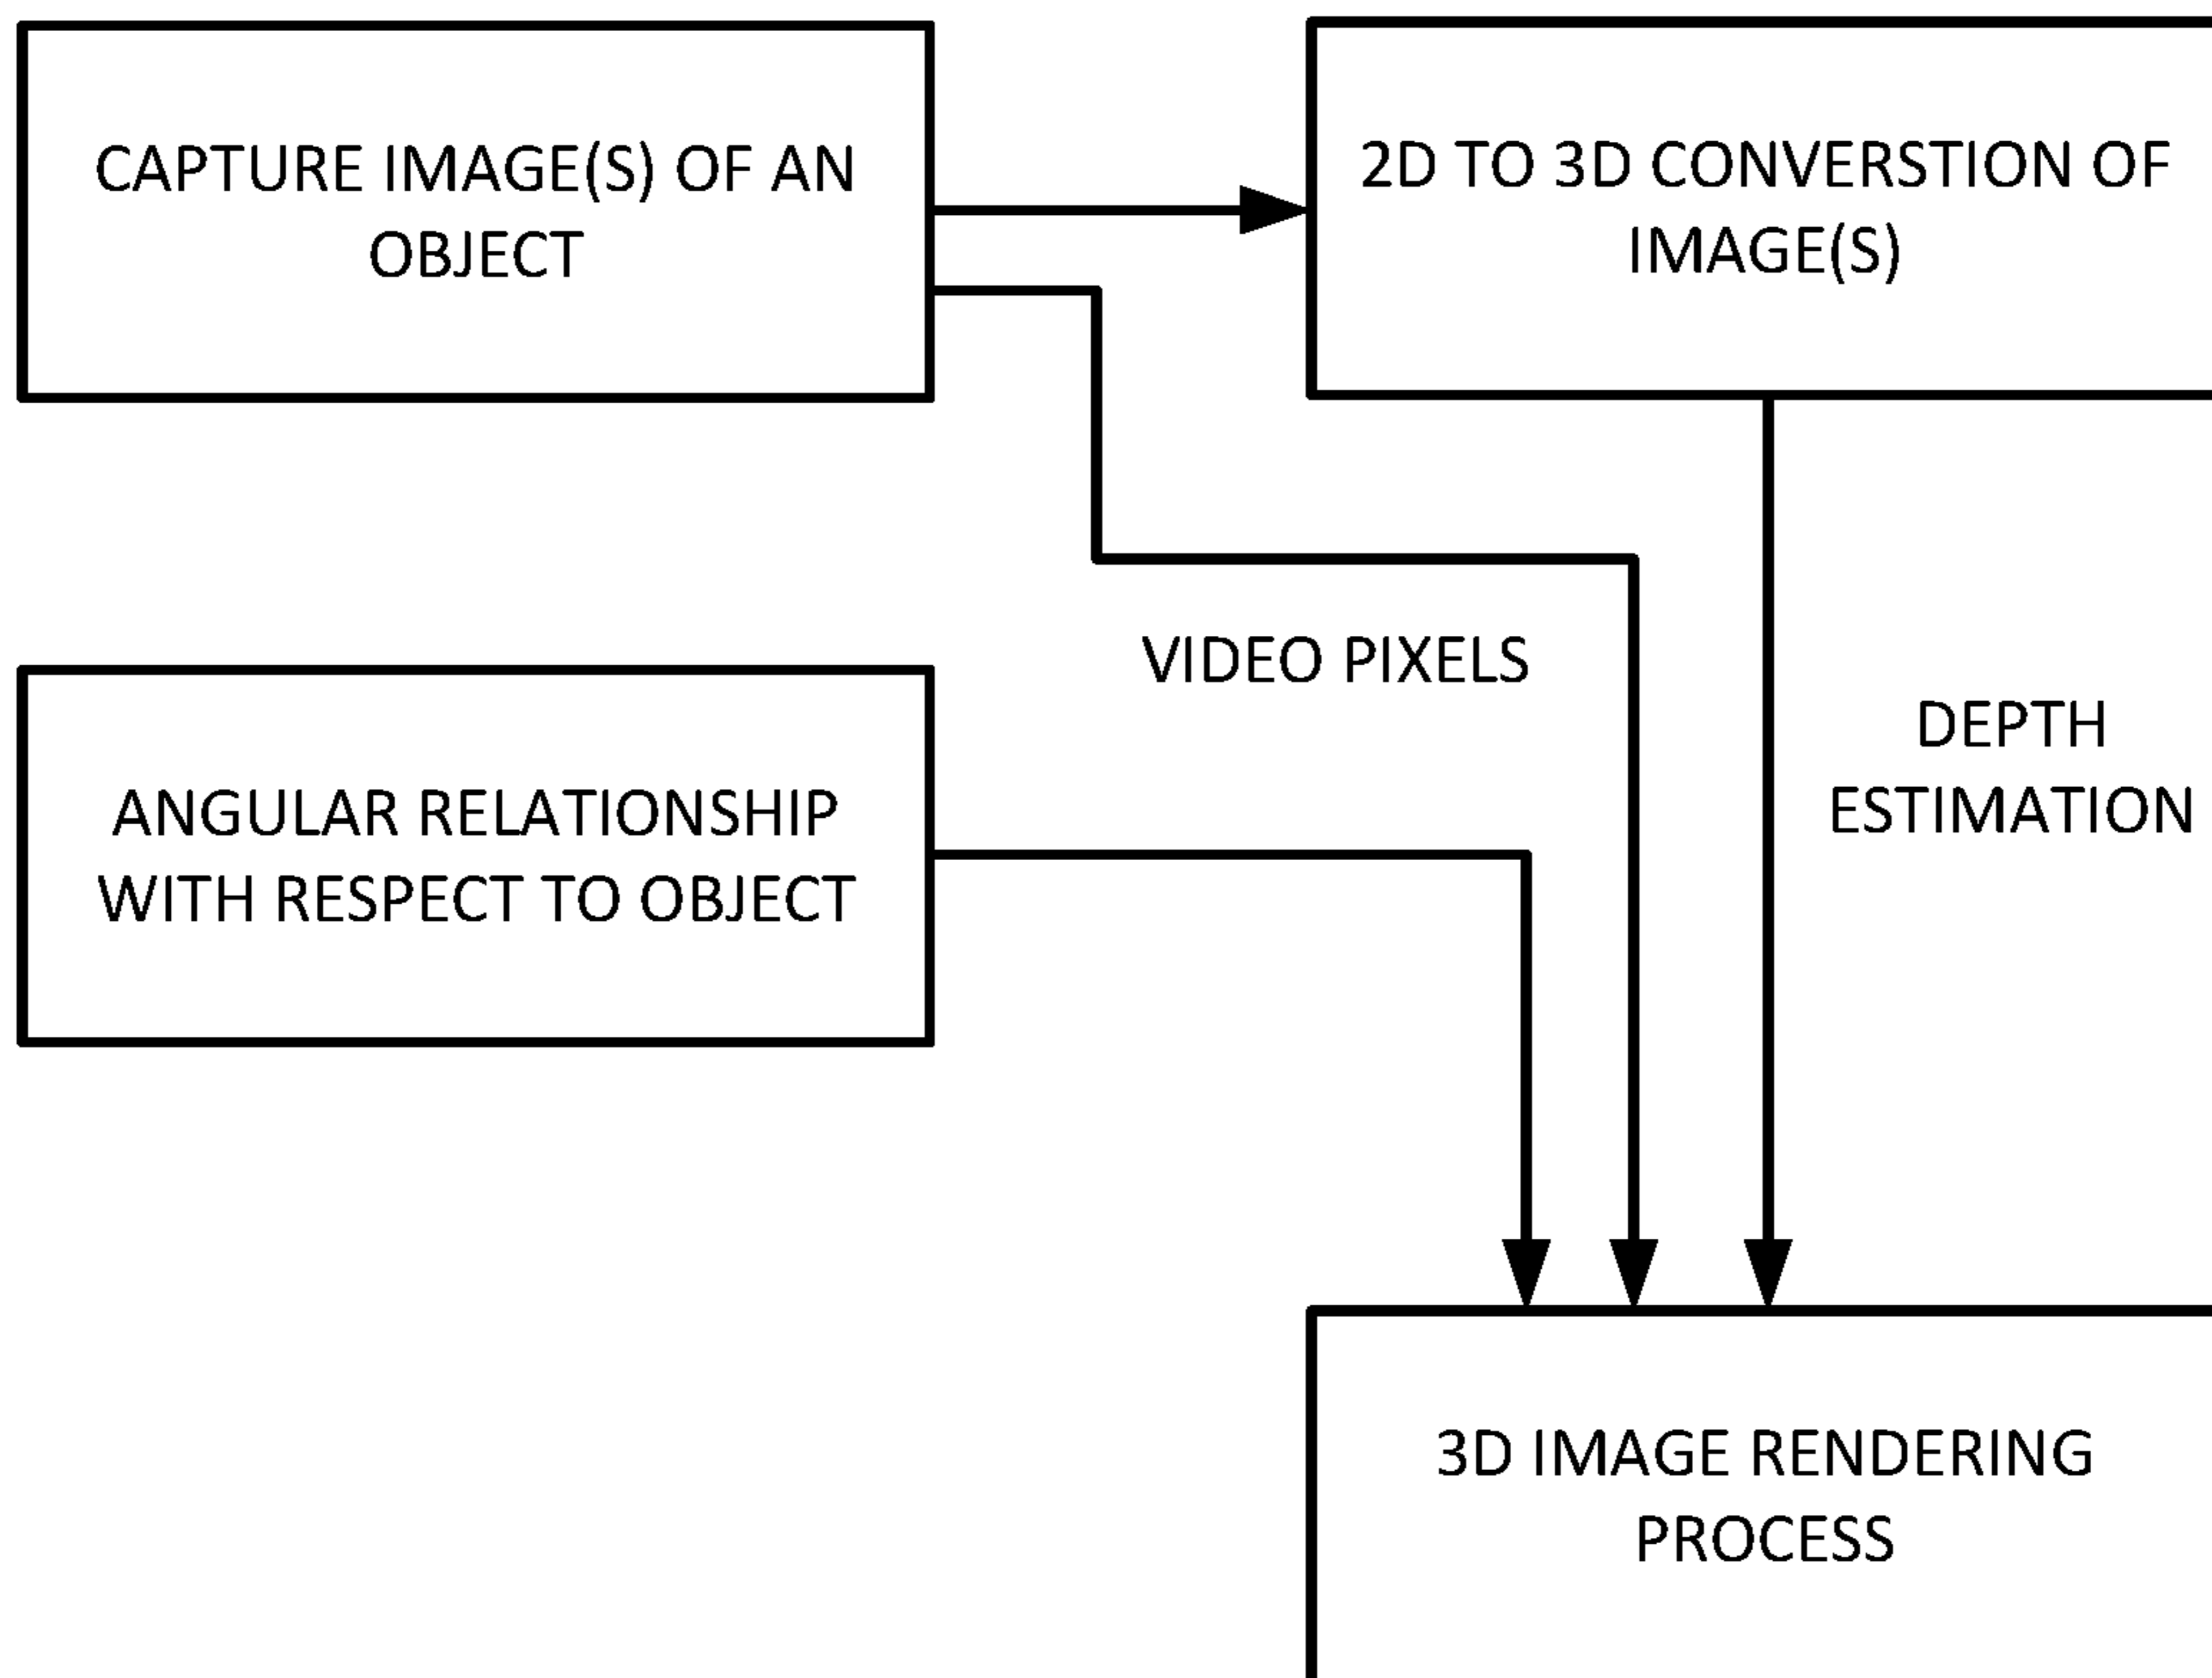 CAPTURE IMAGE(S) OF AN
OBJECT
2D TO 3D CONVERSTION OF
IMAGE(S)
VIDEO PIXELS
DEPTH
ESTIMATION
ANGULAR RELATIONSHIP
WITH RESPECT TO OBJECT
3D IMAGE RENDERING
PROCESS